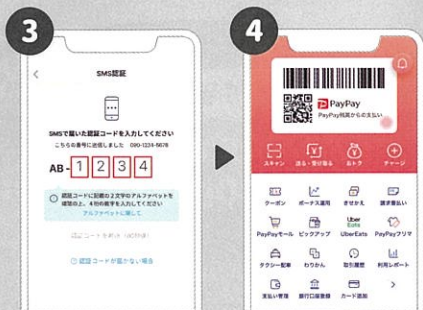 3
SMS認証
SMSで届いた認証コードを入力してください
こちらの番号に送信しました 090-1234-5678
AB - 1 2 3 4
認証コードに記載の2文字のアルファベットを
確認の上、4桁の数字を入力してください
アルファベットに関して
認証コードが届かない場合
4
PayPay
PayPay残高からの支払い
スキャン
送る・受け取る
おトク
チャージ
クーポン
ボーナス運用
きせかえ
請求書払い
PayPayモール
ピックアップ
Uber Eats
UberEats
PayPayフリマ
タクシー配車
わりかん
取引履歴
利用レポート
支払い管理
銀行口座登録
カード追加